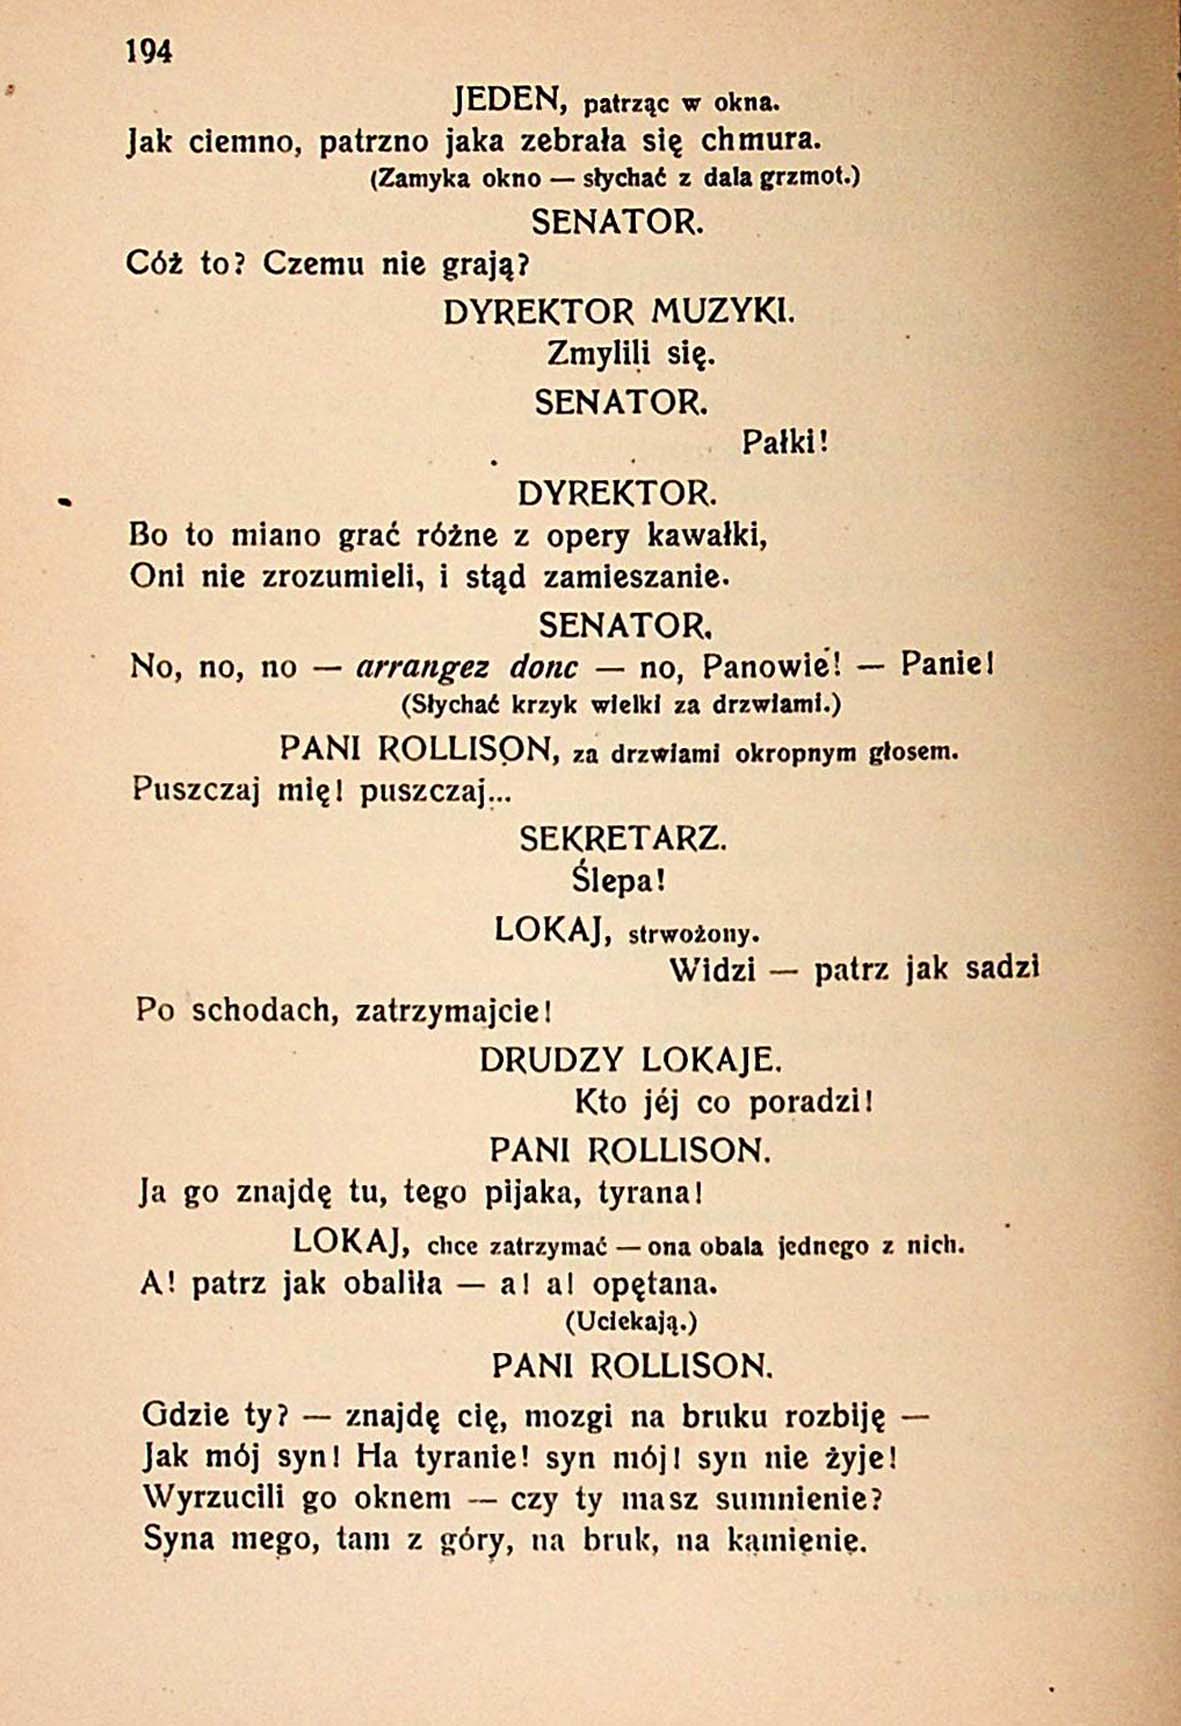 194
JEDEN, patrząc w okna.
Jak ciemno, patrzno jaka zebrała się chmura.
(Zamyka okno — słychać z dala grzmot.)
SENATOR.
Cóż to? Czemu nie grają?
DYREKTOR MUZYKI.
Zmylili się.
SENATOR.
Pałki!
DYREKTOR.
Bo to miano grać różne z opery kawałki,
Oni nie zrozumieli, i stąd zamieszanie.
SENATOR.
No, no, no — arrangez donc — no, Panowie! — Panie!
(Słychać krzyk wielki za drzwiami.)
PANI ROLLISON, za drzwiami okropnym głosem.
Puszczaj mię! puszczaj...
SEKRETARZ.
Ślepa!
LOKAJ, strwożony.
Widzi — patrz jak sadzi
Po schodach, zatrzymajcie!
DRUDZY LOKAJE.
Kto jéj co poradzi!
PANI ROLLISON.
Ja go znajdę tu, tego pijaka, tyrana!
LOKAJ, chce zatrzymać — ona obala jednego z nich.
A! patrz jak obaliła — a! a! opętana.
(Uciekają.)
PANI ROLLISON.
Gdzie ty? — znajdę cię, mozgi na bruku rozbiję —
Jak mój syn! Ha tyranie! syn mój! syn nie żyje!
Wyrzucili go oknem — czy ty masz sumnienie?
Syna mego, tam z góry, na bruk, na kamienie.